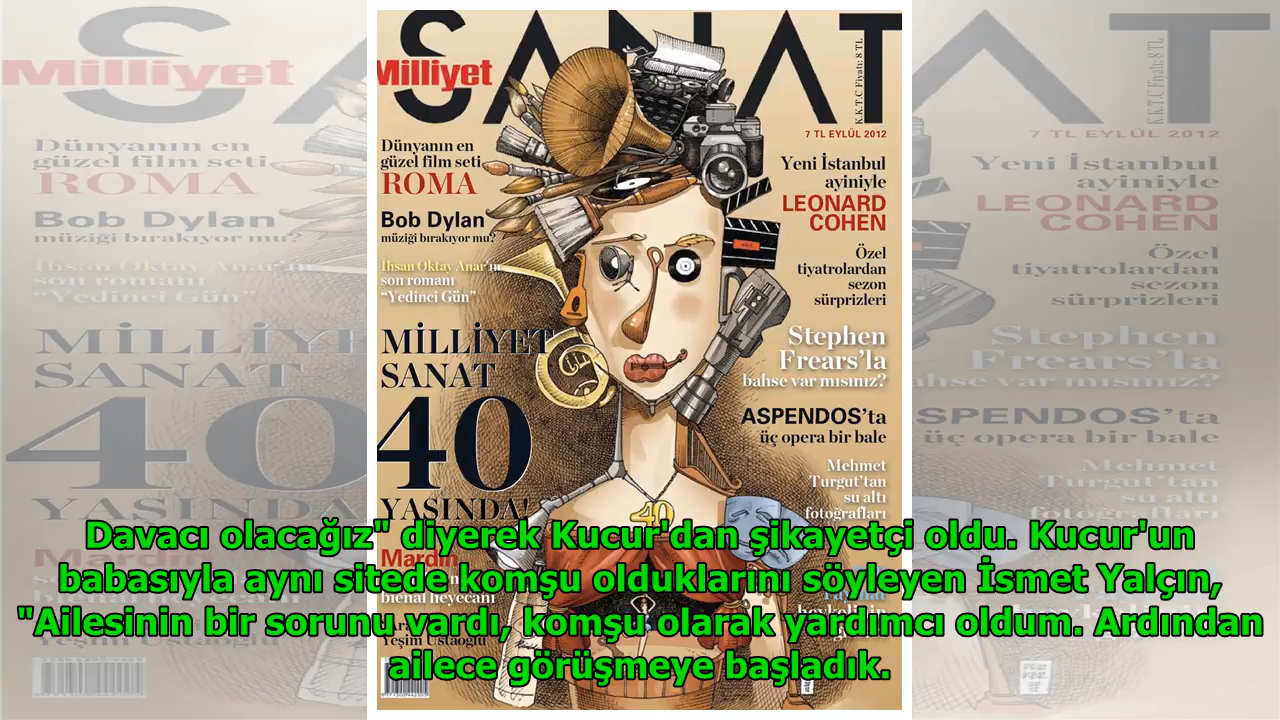 SANAT
Milliyet
K.K.T.C Fiyatı: 8 TL
7 TL EYLÜL 2012
Dünyanın en
güzel film seti
ROMA
Bob Dylan
müziği bırakıyor mu?
İhsan Oktay Anar'ın
son romanı
“Yedinci Gün”
MİLLİYET
SANAT
40
YAŞINDA!
Mardin
bienal heyecanı
Yeşim Ustaoğlu
Yeni İstanbul
ayiniyle
LEONARD
COHEN
Özel
tiyatrolardan
sezon
sürprizleri
Stephen
Frears’la
bahse var mısınız?
ASPENDOS’ta
üç opera bir bale
Mehmet
Turgut’tan
su altı
fotoğrafları
40
Davacı olacağız" diyerek Kucur'dan şikayetçi oldu. Kucur'un
babasıyla aynı sitede komşu olduklarını söyleyen İsmet Yalçın,
"Ailesinin bir sorunu vardı, komşu olarak yardımcı oldum. Ardından
ailece görüşmeye başladık.